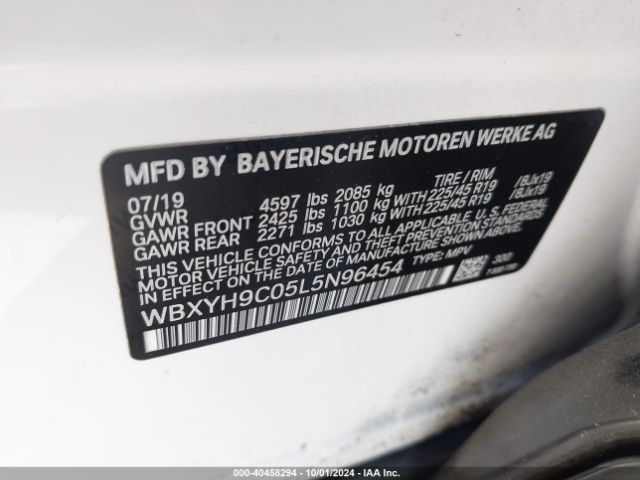 MFD BY BAYERISCHE MOTOREN WERKE AG
07/19 TIRE / RIM
GVWR 4597 lbs 2085 kg
GAWR FRONT 2425 lbs 1100 kg WITH 225/45 R19 /8Jx19
GAWR REAR 2271 lbs 1030 kg WITH 225/45 R19 /8Jx19
THIS VEHICLE CONFORMS TO ALL APPLICABLE U.S. FEDERAL
MOTOR VEHICLE SAFETY AND THEFT PREVENTION STANDARDS
IN EFFECT ON THE DATE OF MANUFACTURE SHOWN ABOVE.
WBXYH9C05L5N96454 TYPE: MPV
300
000-40458294 - 10/01/2024 - IAA Inc.